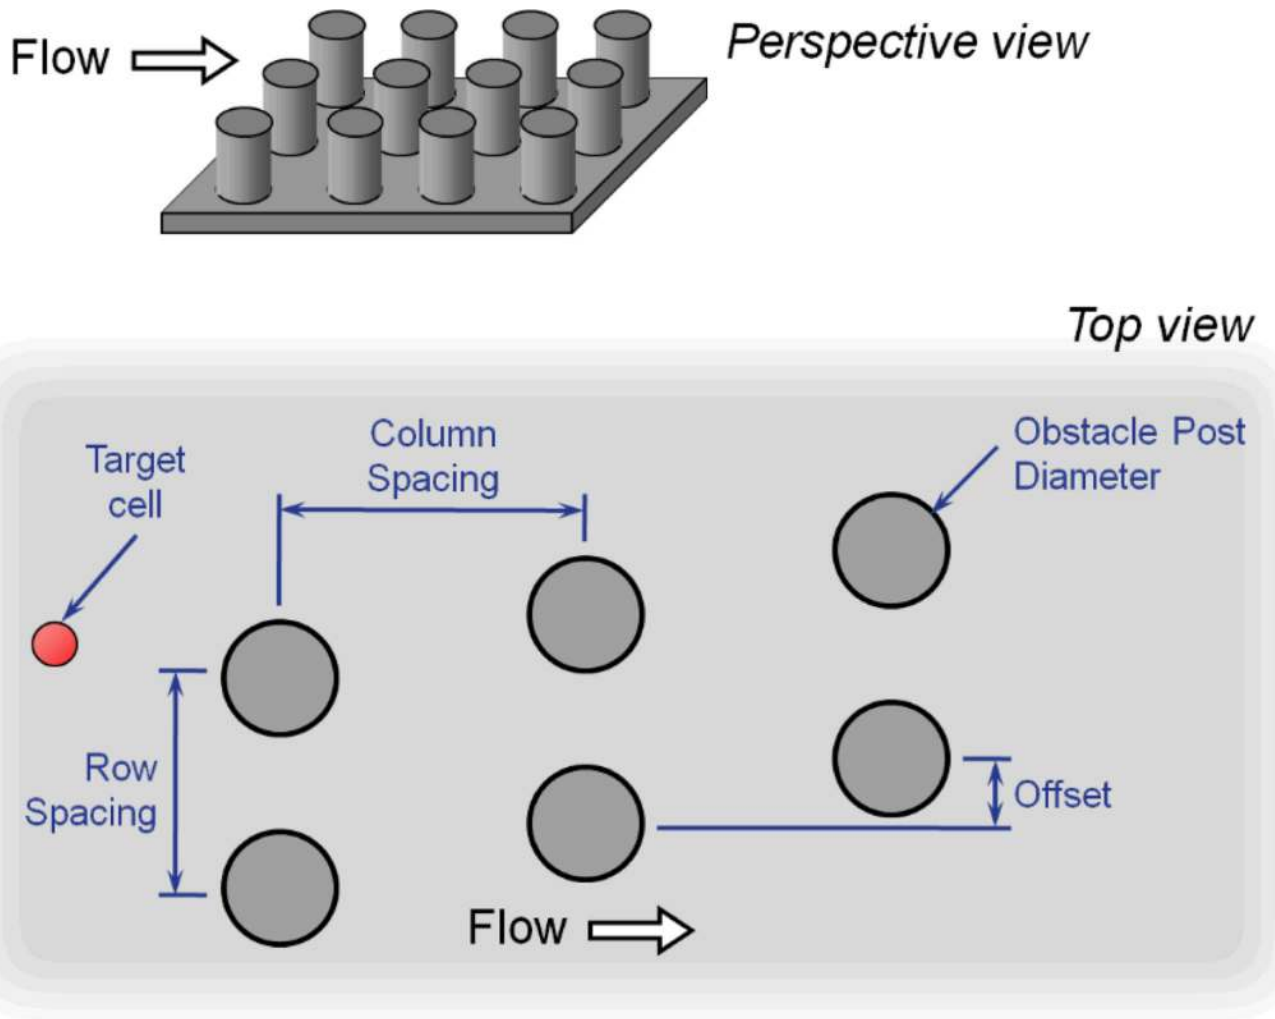 Flow
Perspective view
Top view
Column
Spacing
Obstacle Post
Diameter
Target
cell
Row
Spacing
Offset
Flow